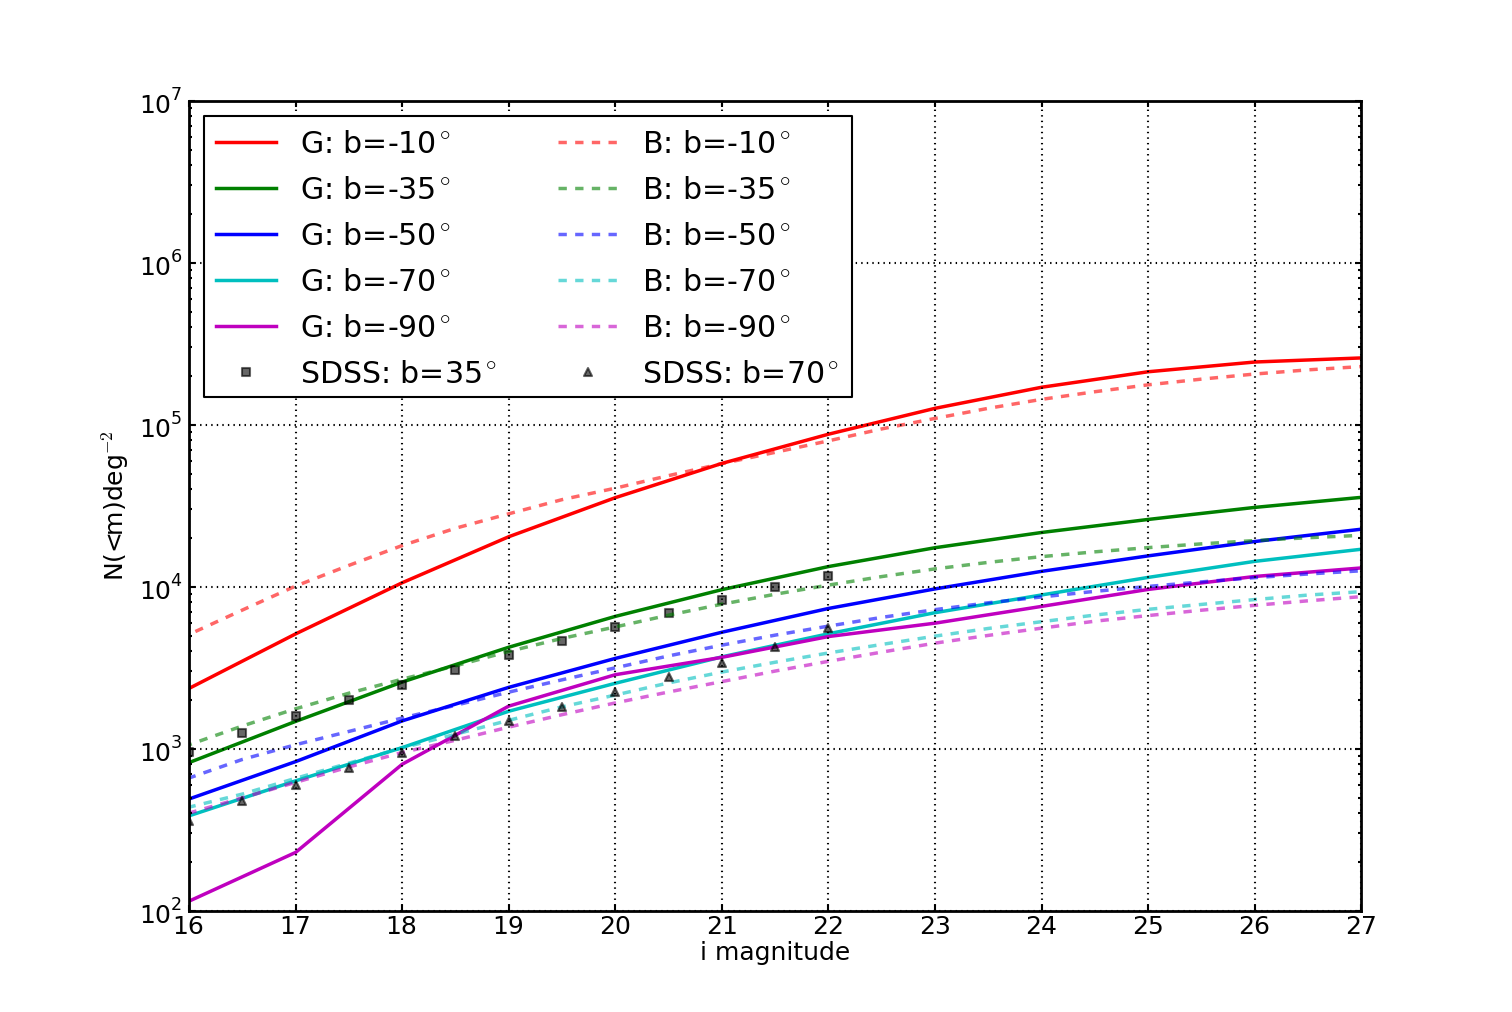 10^7
10^6
10^5
10^4
10^3
10^2
N(<m)deg^−2
G: b=-10° B: b=-10°
G: b=-35° B: b=-35°
G: b=-50° B: b=-50°
G: b=-70° B: b=-70°
G: b=-90° B: b=-90°
SDSS: b=35° SDSS: b=70°
16 17 18 19 20 21 22 23 24 25 26 27
i magnitude